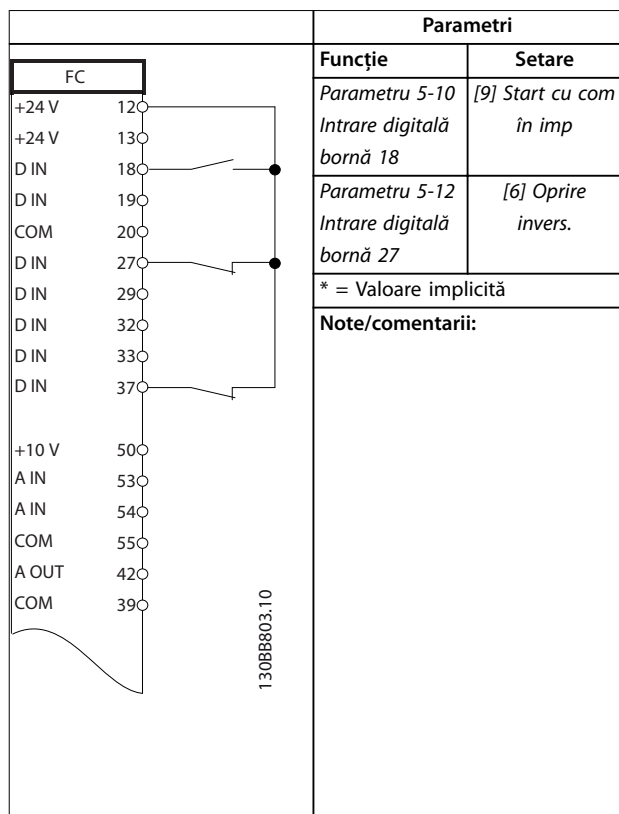 Parametri
FC
+24 V 12
+24 V 13
D IN 18
D IN 19
COM 20
D IN 27
D IN 29
D IN 32
D IN 33
D IN 37
+10 V 50
A IN 53
A IN 54
COM 55
A OUT 42
COM 39
130BB803.10
Funcție Setare
Parametru 5-10 [9] Start cu com
Intrare digitală în imp
bornă 18
Parametru 5-12 [6] Oprire
Intrare digitală invers.
bornă 27
* = Valoare implicită
Note/comentarii: